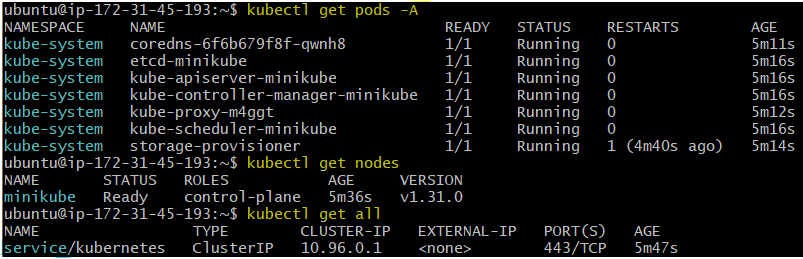 ubuntu@ip-172-31-45-193:~$ kubectl get pods -A
NAMESPACE NAME READY STATUS RESTARTS AGE
kube-system coredns-6f6b679f8f-qwnh8 1/1 Running 0 5m11s
kube-system etcd-minikube 1/1 Running 0 5m16s
kube-system kube-apiserver-minikube 1/1 Running 0 5m16s
kube-system kube-controller-manager-minikube 1/1 Running 0 5m16s
kube-system kube-proxy-m4ggt 1/1 Running 0 5m12s
kube-system kube-scheduler-minikube 1/1 Running 0 5m16s
kube-system storage-provisioner 1/1 Running 1 (4m40s ago) 5m14s
ubuntu@ip-172-31-45-193:~$ kubectl get nodes
NAME STATUS ROLES AGE VERSION
minikube Ready control-plane 5m36s v1.31.0
ubuntu@ip-172-31-45-193:~$ kubectl get all
NAME TYPE CLUSTER-IP EXTERNAL-IP PORT(S) AGE
service/kubernetes ClusterIP 10.96.0.1 <none> 443/TCP 5m47s